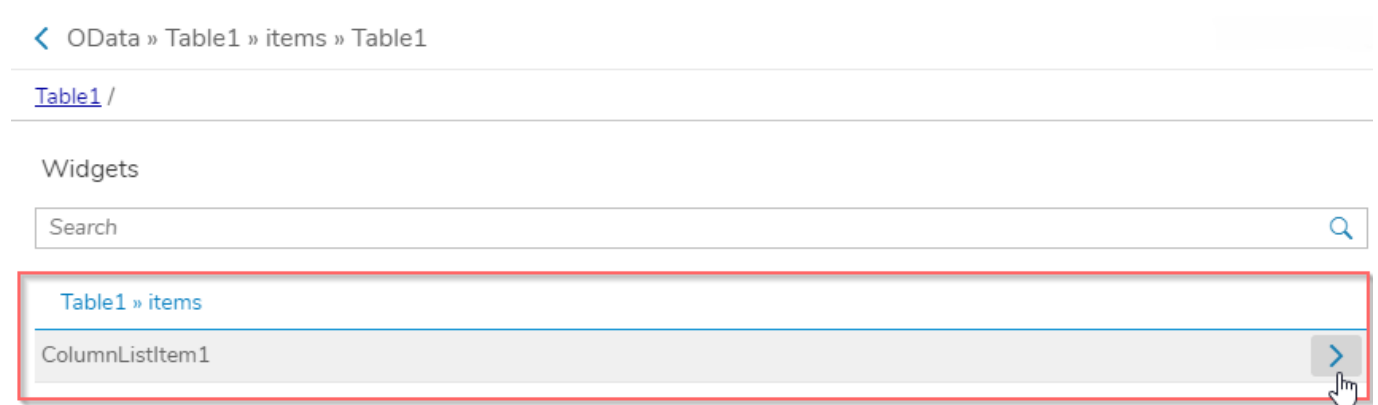 OData » Table1 » items » Table1
Table1 /
Widgets
Search
Table1 » items
ColumnListItem1